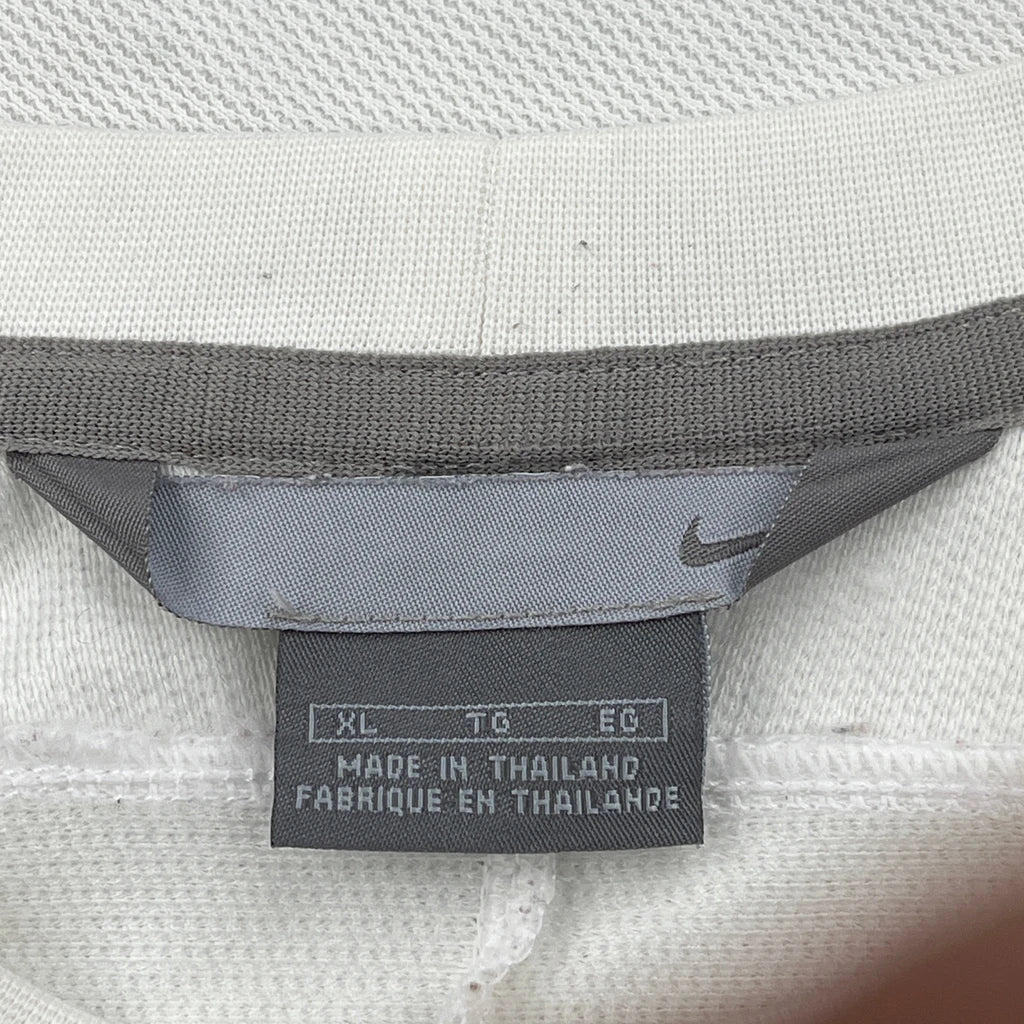 XL TG EG
MADE IN THAILAND
FABRIQUE EN THAILANDE